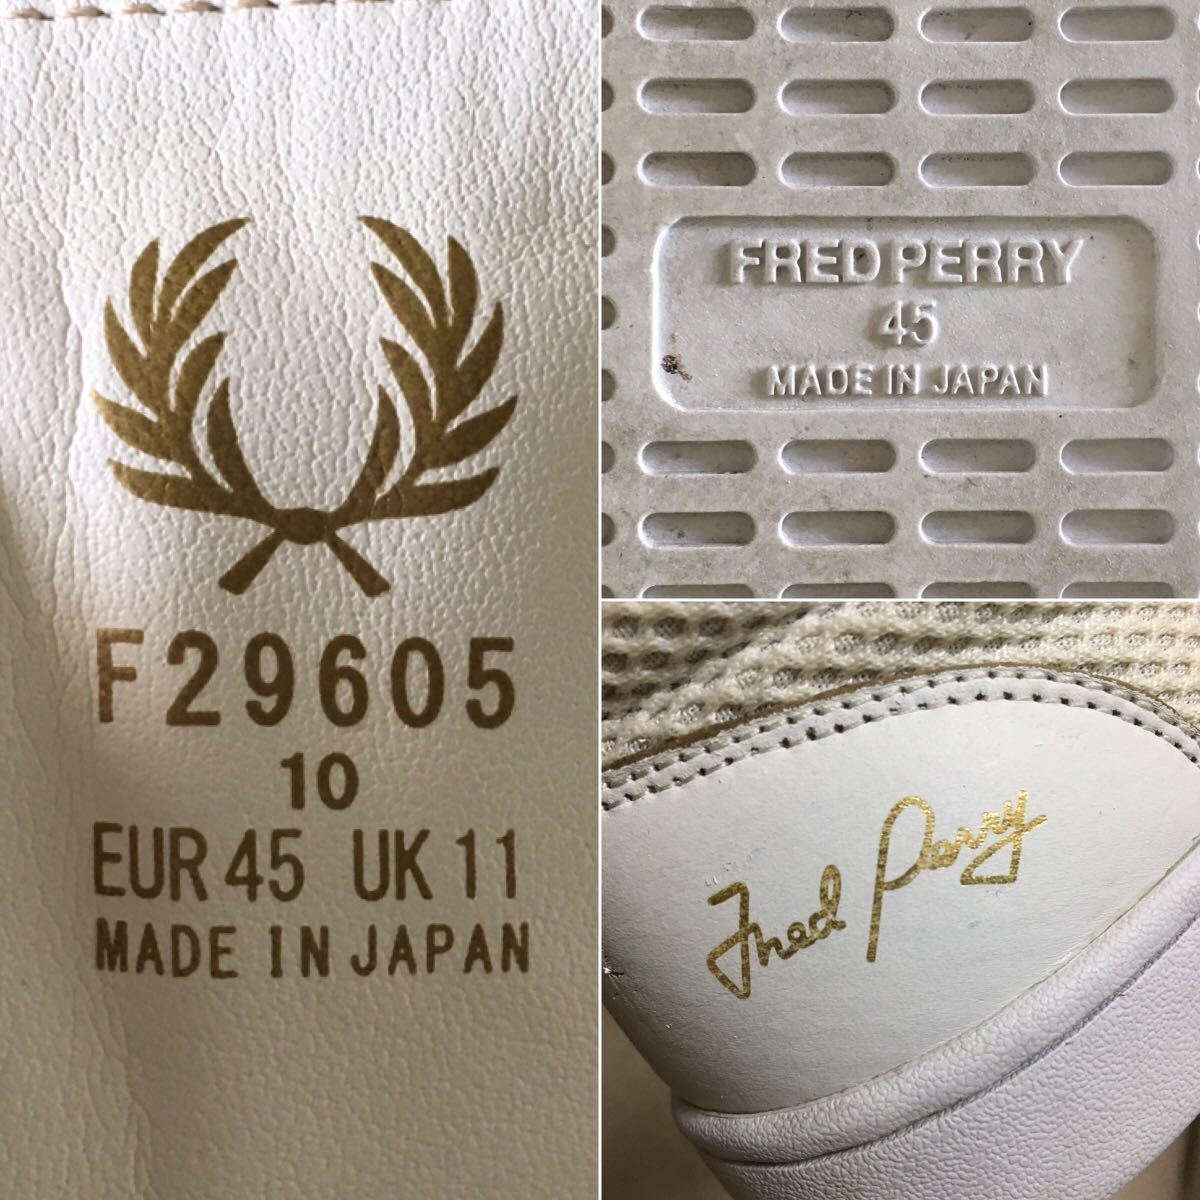 F29605
10
EUR 45 UK 11
MADE IN JAPAN
FRED PERRY
45
MADE IN JAPAN
Fred Perry